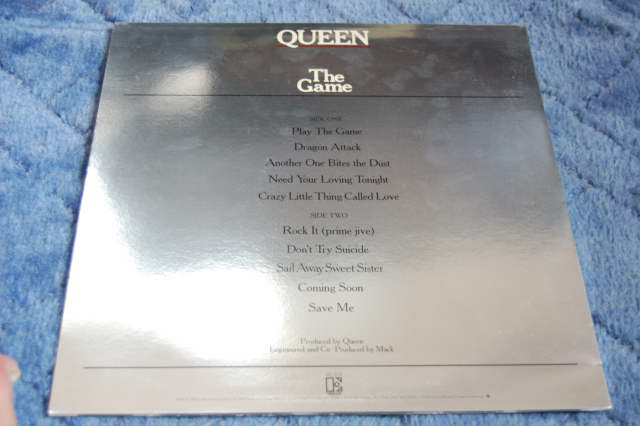 QUEEN
The
Game
SIDE ONE
Play The Game
Dragon Attack
Another One Bites the Dust
Need Your Loving Tonight
Crazy Little Thing Called Love
SIDE TWO
Rock It (prime jive)
Don't Try Suicide
Sail Away Sweet Sister
Coming Soon
Save Me
Produced by Queen
Engineered and Co-Produced by Mack